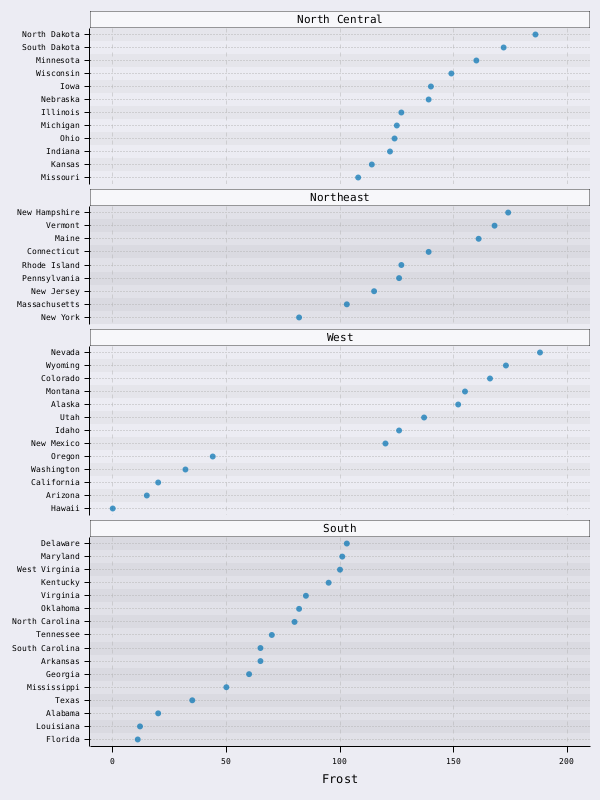 North Central
North Dakota
South Dakota
Minnesota
Wisconsin
Iowa
Nebraska
Illinois
Michigan
Ohio
Indiana
Kansas
Missouri
Northeast
New Hampshire
Vermont
Maine
Connecticut
Rhode Island
Pennsylvania
New Jersey
Massachusetts
New York
West
Nevada
Wyoming
Colorado
Montana
Alaska
Utah
Idaho
New Mexico
Oregon
Washington
California
Arizona
Hawaii
South
Delaware
Maryland
West Virginia
Kentucky
Virginia
Oklahoma
North Carolina
Tennessee
South Carolina
Arkansas
Georgia
Mississippi
Texas
Alabama
Louisiana
Florida
0 50 100 150 200
Frost